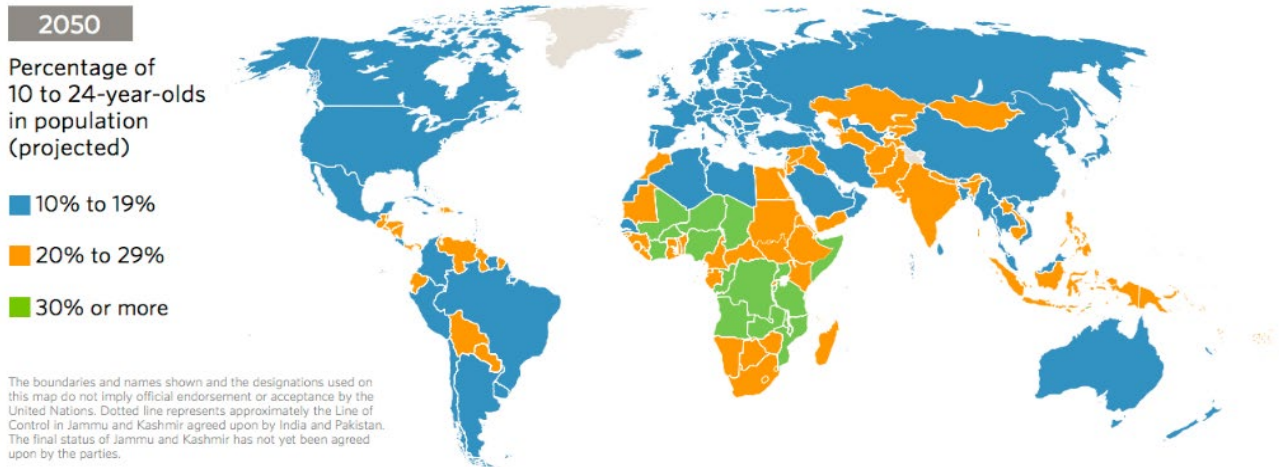 2050
Percentage of
10 to 24-year-olds
in population
(projected)
10% to 19%
20% to 29%
30% or more
The boundaries and names shown and the designations used on
this map do not imply official endorsement or acceptance by the
United Nations. Dotted line represents approximately the Line of
Control in Jammu and Kashmir agreed upon by India and Pakistan.
The final status of Jammu and Kashmir has not yet been agreed
upon by the parties.